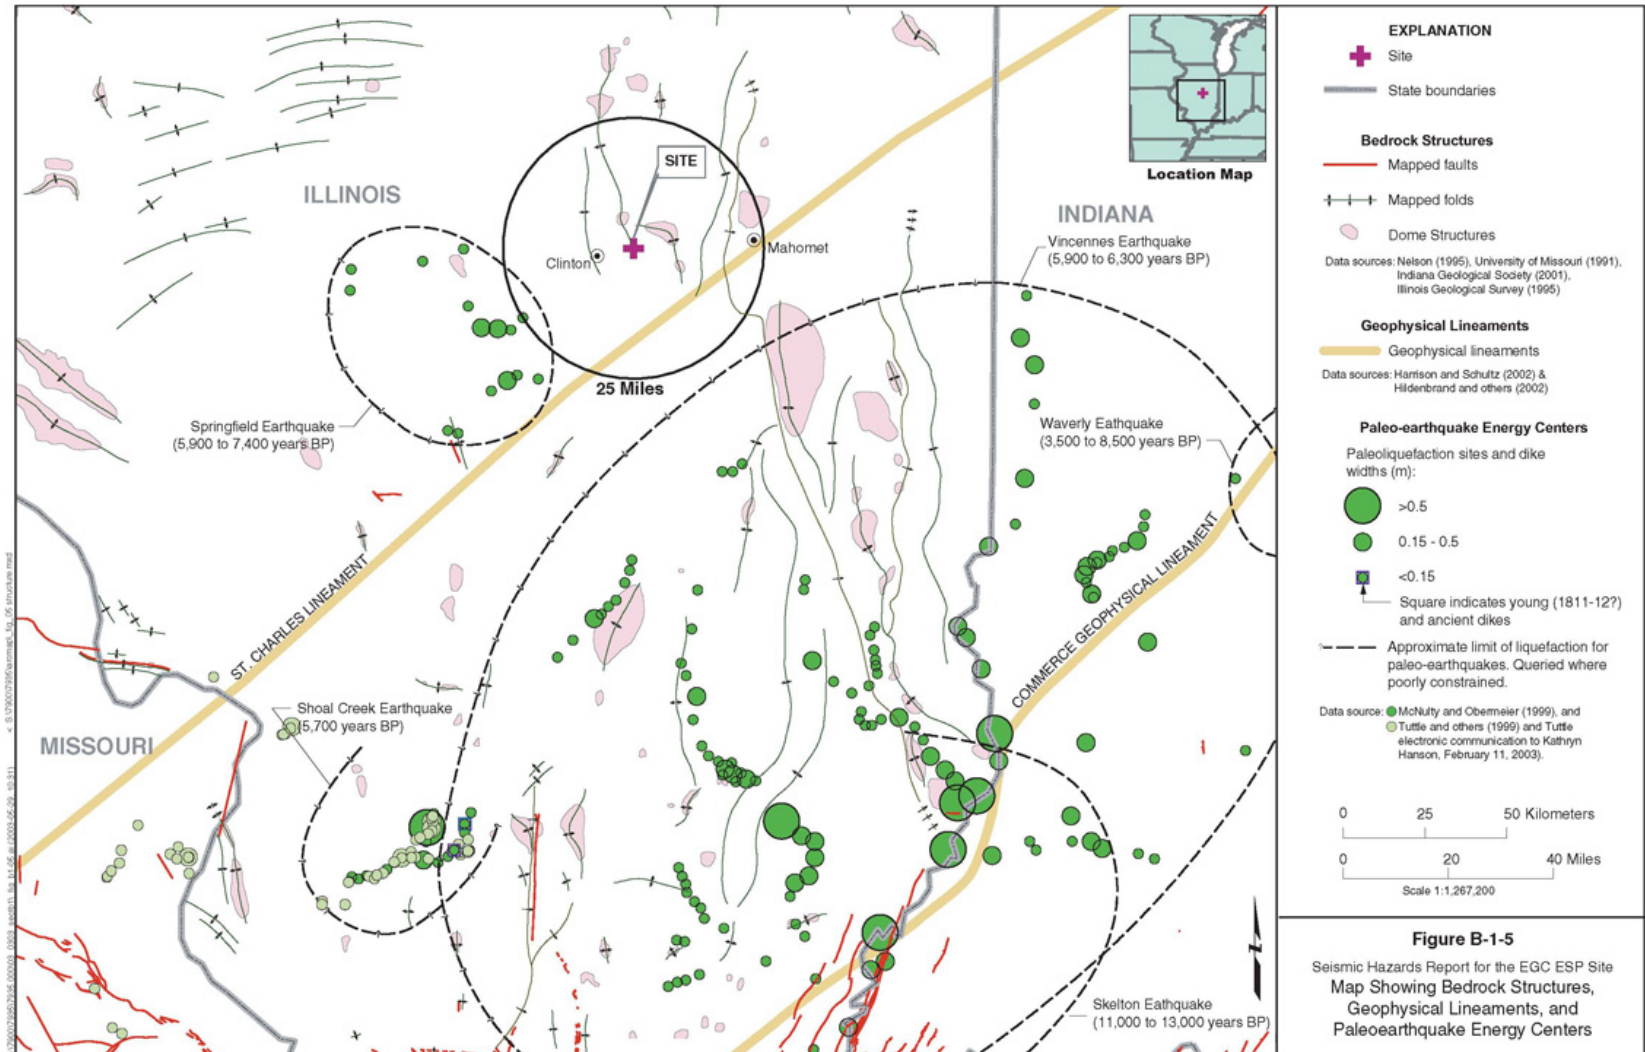 ILLINOIS
SITE
Clinton
Mahomet
25 Miles
INDIANA
Location Map
Vincennes Earthquake
(5,900 to 6,300 years BP)
Springfield Earthquake
(5,900 to 7,400 years BP)
Waverly Eathquake
(3,500 to 8,500 years BP)
ST. CHARLES LINEAMENT
COMMERCE GEOPHYSICAL LINEAMENT
Shoal Creek Earthquake
(5,700 years BP)
MISSOURI
Skelton Eathquake
(11,000 to 13,000 years BP)
N
EXPLANATION
Site
State boundaries
Bedrock Structures
Mapped faults
Mapped folds
Dome Structures
Data sources: Nelson (1995), University of Missouri (1991),
Indiana Geological Society (2001),
Illinois Geological Survey (1995)
Geophysical Lineaments
Geophysical lineaments
Data sources: Harrison and Schultz (2002) &
Hildenbrand and others (2002)
Paleo-earthquake Energy Centers
Paleoliquefaction sites and dike
widths (m):
>0.5
0.15 - 0.5
<0.15
Square indicates young (1811-12?)
and ancient dikes
Approximate limit of liquefaction for
paleo-earthquakes. Queried where
poorly constrained.
Data source: McNulty and Obermeier (1999), and
Tuttle and others (1999) and Tuttle
electronic communication to Kathryn
Hanson, February 11, 2003).
0 25 50 Kilometers
0 20 40 Miles
Scale 1:1,267,200
Figure B-1-5
Seismic Hazards Report for the EGC ESP Site
Map Showing Bedrock Structures,
Geophysical Lineaments, and
Paleoearthquake Energy Centers